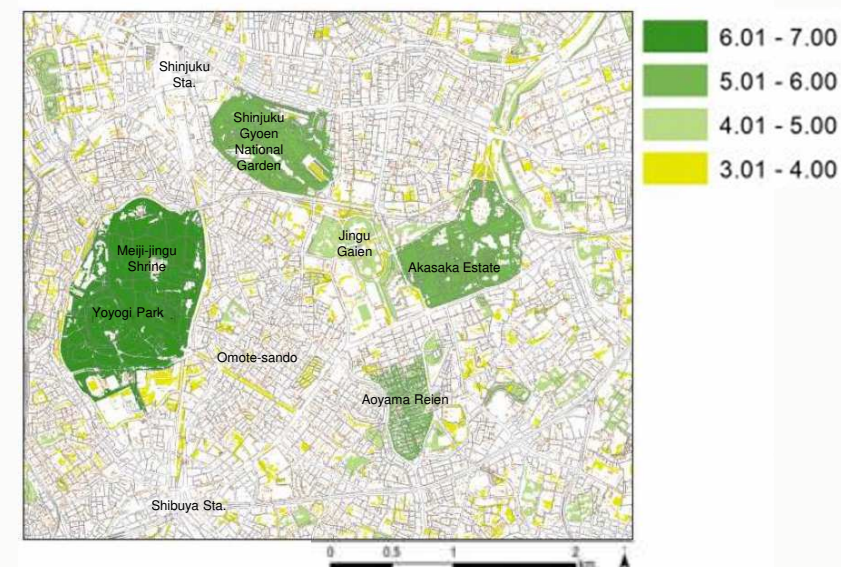 Shinjuku
Sta.
Shinjuku
Gyoen
National
Garden
Jingu
Gaien
Meiji-jingu
Shrine
Akasaka Estate
Yoyogi Park
Omote-sando
Aoyama Reien
Shibuya Sta.
6.01 - 7.00
5.01 - 6.00
4.01 - 5.00
3.01 - 4.00
0 0.5 1 2
km